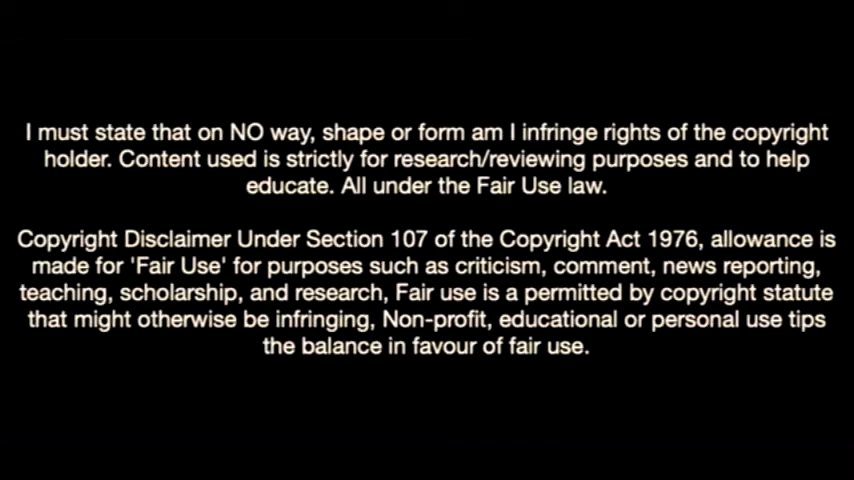 I must state that on NO way, shape or form am I infringe rights of the copyright
holder. Content used is strictly for research/reviewing purposes and to help
educate. All under the Fair Use law.
Copyright Disclaimer Under Section 107 of the Copyright Act 1976, allowance is
made for 'Fair Use' for purposes such as criticism, comment, news reporting,
teaching, scholarship, and research, Fair use is a permitted by copyright statute
that might otherwise be infringing, Non-profit, educational or personal use tips
the balance in favour of fair use.